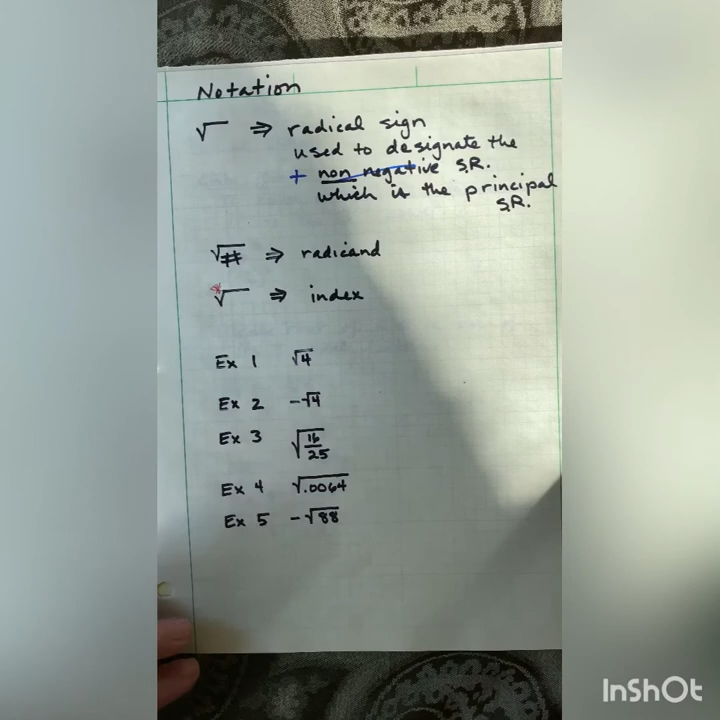 Notation
√ ⇒ radical sign
used to designate the
+ non negative S.R.
which is the principal
S.R.
√# ⇒ radicand
*√ ⇒ index
Ex 1 √4
Ex 2 -√4
Ex 3 √16/25
Ex 4 √.0064
Ex 5 -√88
InShOt